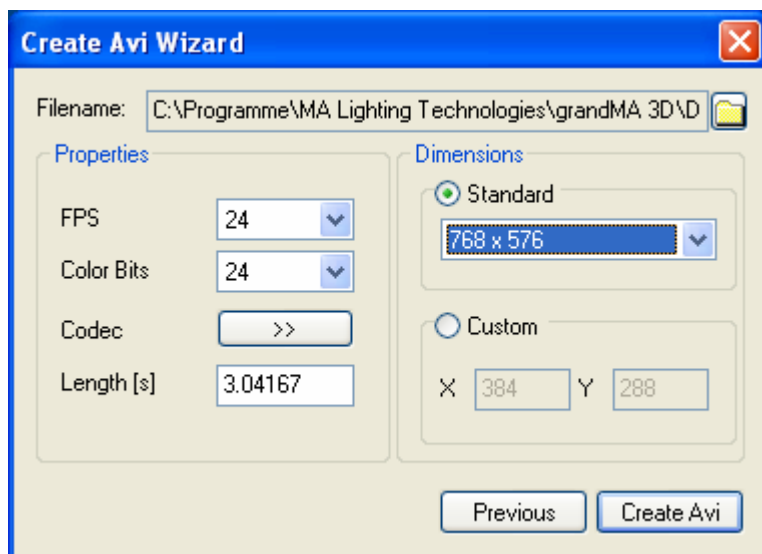 Create Avi Wizard
Filename: C:\Programme\MA Lighting Technologies\grandMA 3D\D
Properties
FPS 24
Color Bits 24
Codec >>
Length [s] 3.04167
Dimensions
Standard
768 x 576
Custom
X 384 Y 288
Previous Create Avi